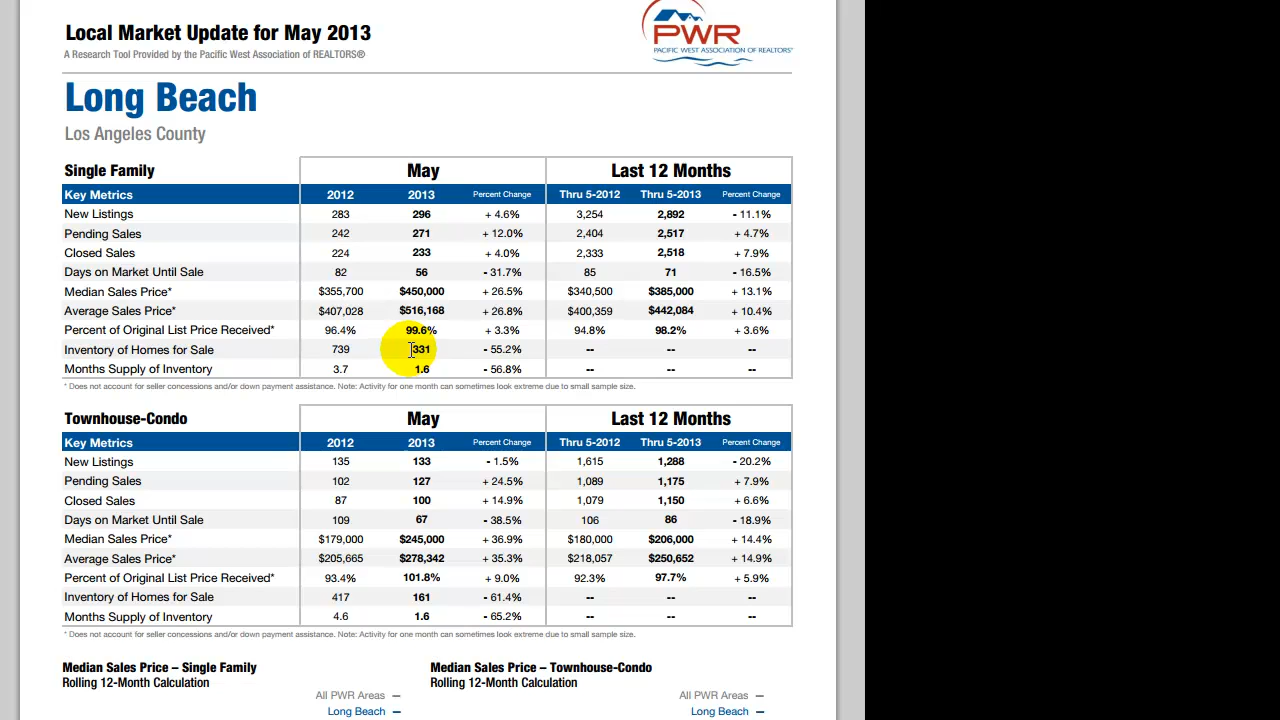 Local Market Update for May 2013
A Research Tool Provided by the Pacific West Association of REALTORS®
PWR
PACIFIC WEST ASSOCIATION OF REALTORS®
Long Beach
Los Angeles County
Single Family May Last 12 Months
Key Metrics 2012 2013 Percent Change Thru 5-2012 Thru 5-2013 Percent Change
New Listings 283 296 + 4.6% 3,254 2,892 - 11.1%
Pending Sales 242 271 + 12.0% 2,404 2,517 + 4.7%
Closed Sales 224 233 + 4.0% 2,333 2,518 + 7.9%
Days on Market Until Sale 82 56 - 31.7% 85 71 - 16.5%
Median Sales Price* $355,700 $450,000 + 26.5% $340,500 $385,000 + 13.1%
Average Sales Price* $407,028 $516,168 + 26.8% $400,359 $442,084 + 10.4%
Percent of Original List Price Received* 96.4% 99.6% + 3.3% 94.8% 98.2% + 3.6%
Inventory of Homes for Sale 739 331 - 55.2% -- -- --
Months Supply of Inventory 3.7 1.6 - 56.8% -- -- --
* Does not account for seller concessions and/or down payment assistance. Note: Activity for one month can sometimes look extreme due to small sample size.
Townhouse-Condo May Last 12 Months
Key Metrics 2012 2013 Percent Change Thru 5-2012 Thru 5-2013 Percent Change
New Listings 135 133 - 1.5% 1,615 1,288 - 20.2%
Pending Sales 102 127 + 24.5% 1,089 1,175 + 7.9%
Closed Sales 87 100 + 14.9% 1,079 1,150 + 6.6%
Days on Market Until Sale 109 67 - 38.5% 106 86 - 18.9%
Median Sales Price* $179,000 $245,000 + 36.9% $180,000 $206,000 + 14.4%
Average Sales Price* $205,665 $278,342 + 35.3% $218,057 $250,652 + 14.9%
Percent of Original List Price Received* 93.4% 101.8% + 9.0% 92.3% 97.7% + 5.9%
Inventory of Homes for Sale 417 161 - 61.4% -- -- --
Months Supply of Inventory 4.6 1.6 - 65.2% -- -- --
* Does not account for seller concessions and/or down payment assistance. Note: Activity for one month can sometimes look extreme due to small sample size.
Median Sales Price – Single Family
Rolling 12-Month Calculation
All PWR Areas —
Long Beach —
Median Sales Price – Townhouse-Condo
Rolling 12-Month Calculation
All PWR Areas —
Long Beach —